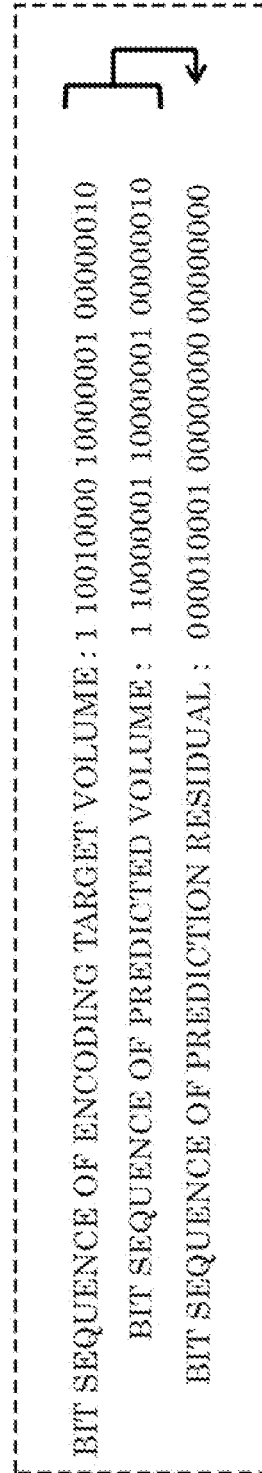 BIT SEQUENCE OF ENCODING TARGET VOLUME : 1 10010000 10000001 00000010
BIT SEQUENCE OF PREDICTED VOLUME : 1 10000001 10000001 00000010
BIT SEQUENCE OF PREDICTION RESIDUAL : 000010001 00000000 00000000